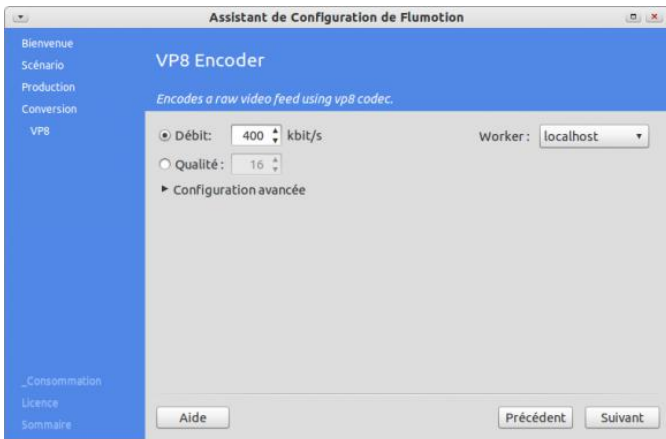 Assistant de Configuration de Flumotion
Bienvenue
Scénario
Production
Conversion
VP8
_Consommation
Licence
Sommaire
VP8 Encoder
Encodes a raw video feed using vp8 codec.
Débit: 400 kbit/s Worker: localhost
Qualité: 16
Configuration avancée
Aide Précédent Suivant